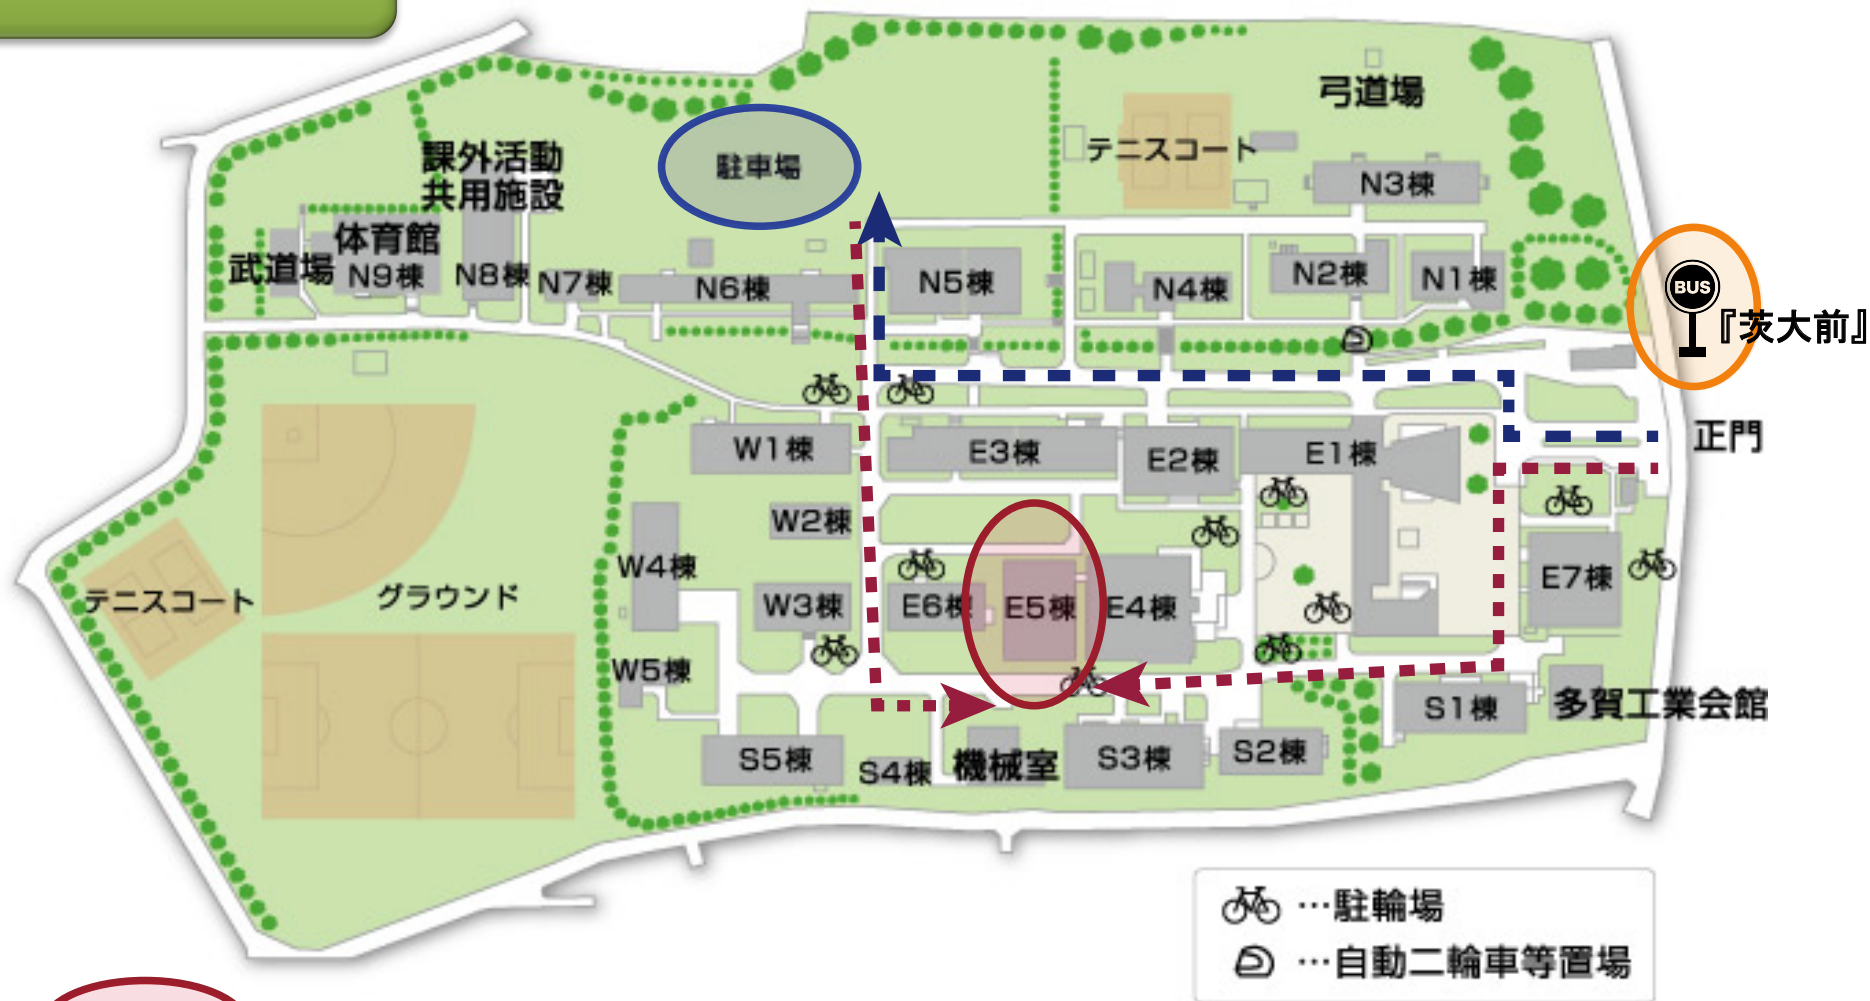 弓道場
課外活動
共用施設
駐車場
テニスコート
N3棟
体育館
武道場
N9棟
N8棟
N7棟
N6棟
N5棟
N4棟
N2棟
N1棟
BUS
『茨大前』
正門
W1棟
E3棟
E2棟
E1棟
W2棟
W4棟
テニスコート
グラウンド
W3棟
E6棟
E5棟
E4棟
E7棟
W5棟
S1棟
多賀工業会館
S5棟
S4棟
機械室
S3棟
S2棟
…駐輪場
…自動二輪車等置場